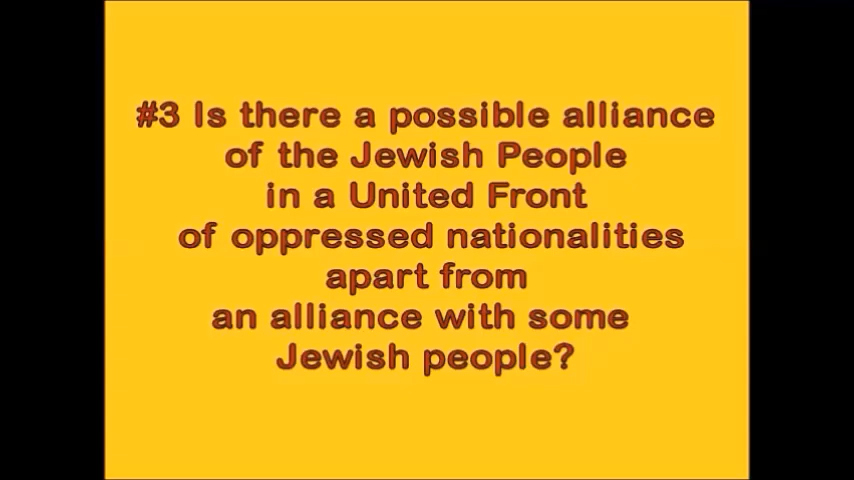 #3 Is there a possible alliance
of the Jewish People
in a United Front
of oppressed nationalities
apart from
an alliance with some
Jewish people?